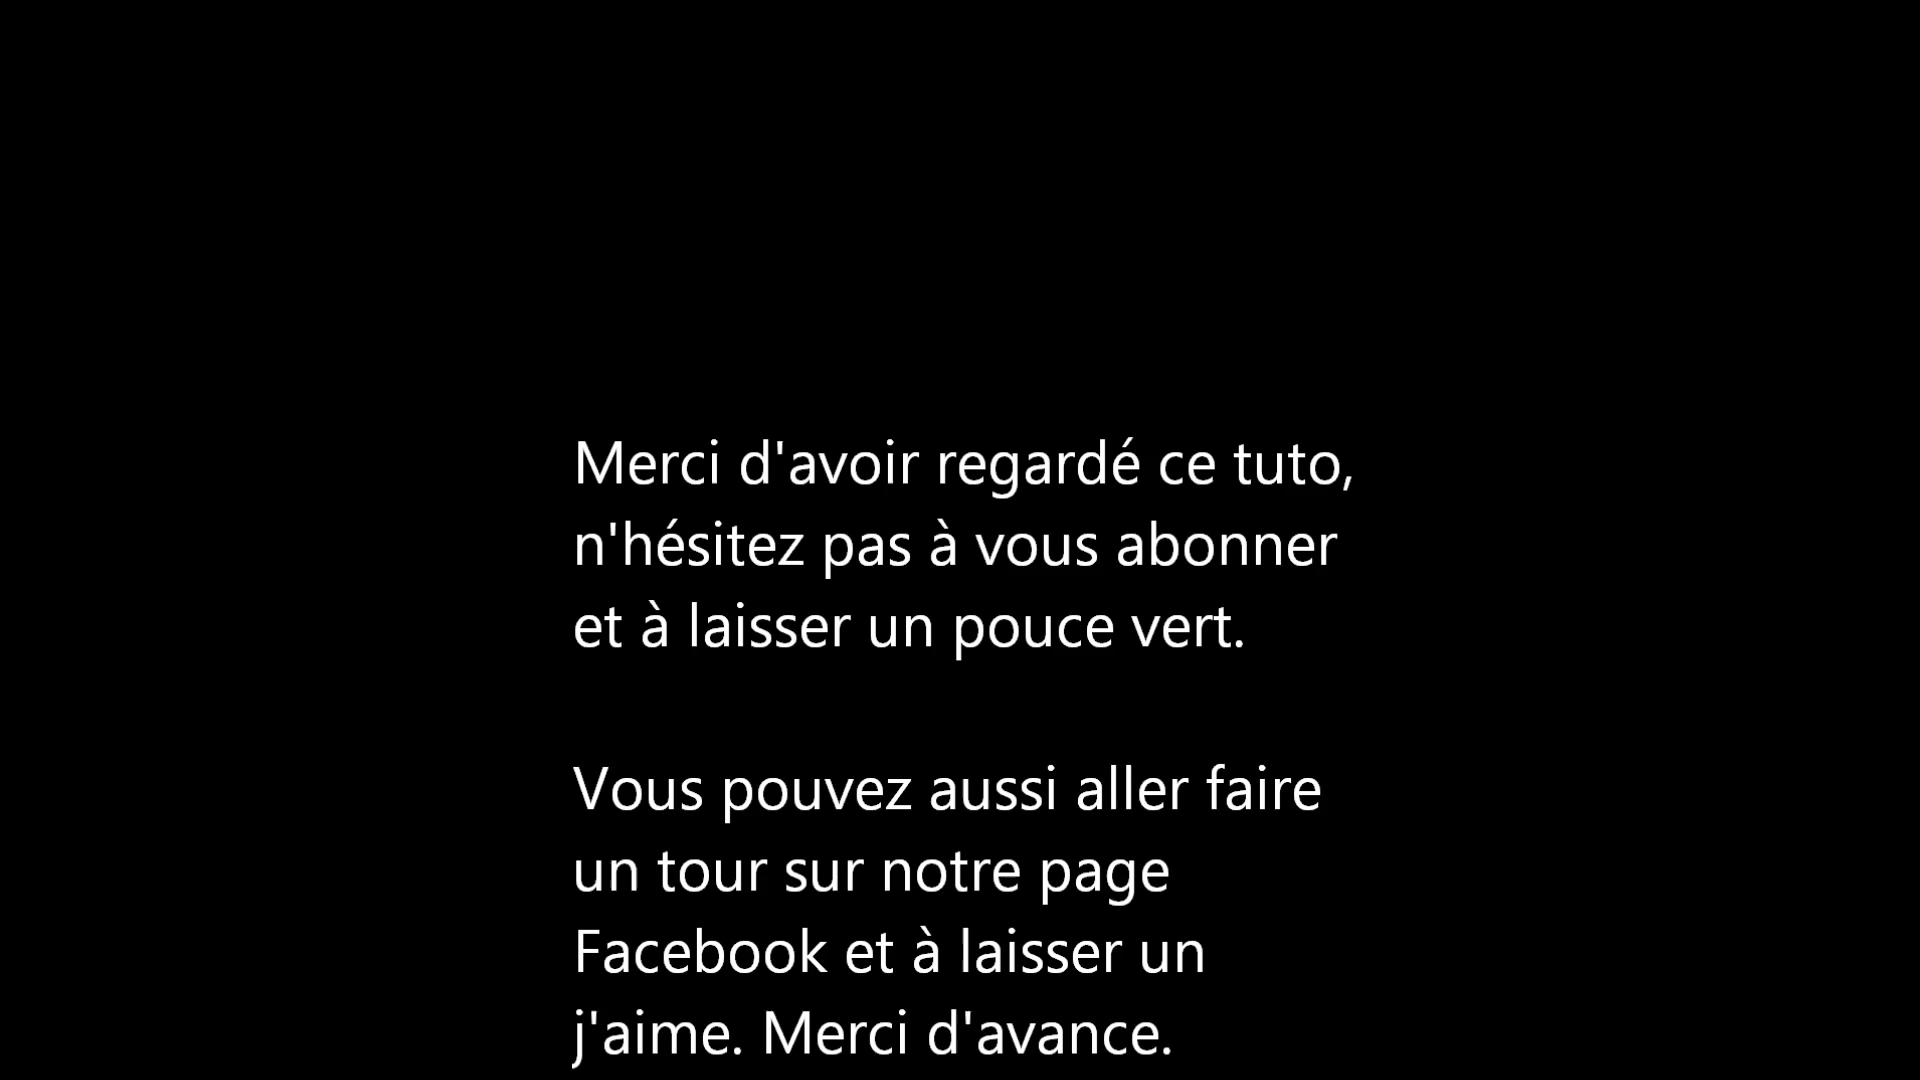 Merci d'avoir regardé ce tuto,
n'hésitez pas à vous abonner
et à laisser un pouce vert.
Vous pouvez aussi aller faire
un tour sur notre page
Facebook et à laisser un
j'aime. Merci d'avance.